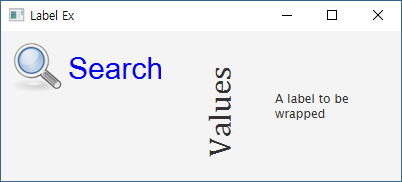 Label Ex
Search
Values
A label to be
wrapped